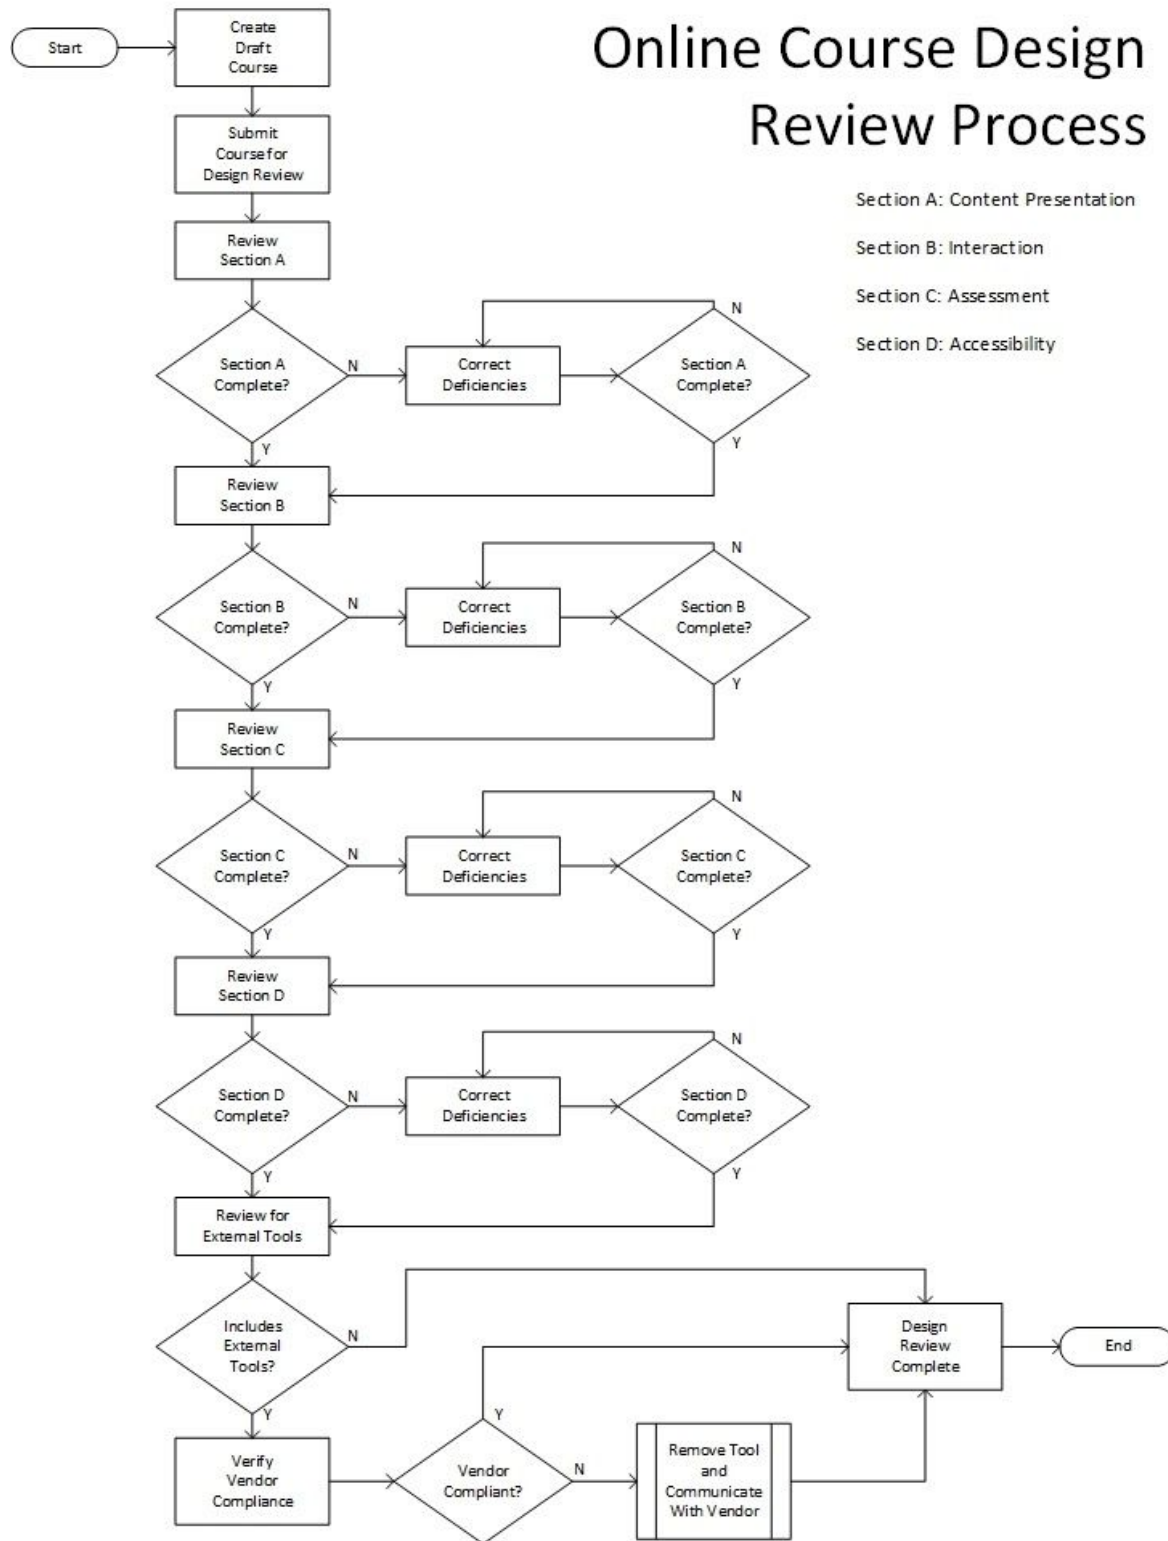 Online Course Design
Review Process
Section A: Content Presentation
Section B: Interaction
Section C: Assessment
Section D: Accessibility
Start
Create
Draft
Course
Submit
Course for
Design Review
Review
Section A
Section A
Complete?
N
Y
Correct
Deficiencies
Section A
Complete?
N
Y
Review
Section B
Section B
Complete?
N
Y
Correct
Deficiencies
Section B
Complete?
N
Y
Review
Section C
Section C
Complete?
N
Y
Correct
Deficiencies
Section C
Complete?
N
Y
Review
Section D
Section D
Complete?
N
Y
Correct
Deficiencies
Section D
Complete?
N
Y
Review for
External Tools
Includes
External
Tools?
N
Y
Verify
Vendor
Compliance
Vendor
Compliant?
Y
N
Remove Tool
and
Communicate
With Vendor
Design
Review
Complete
End